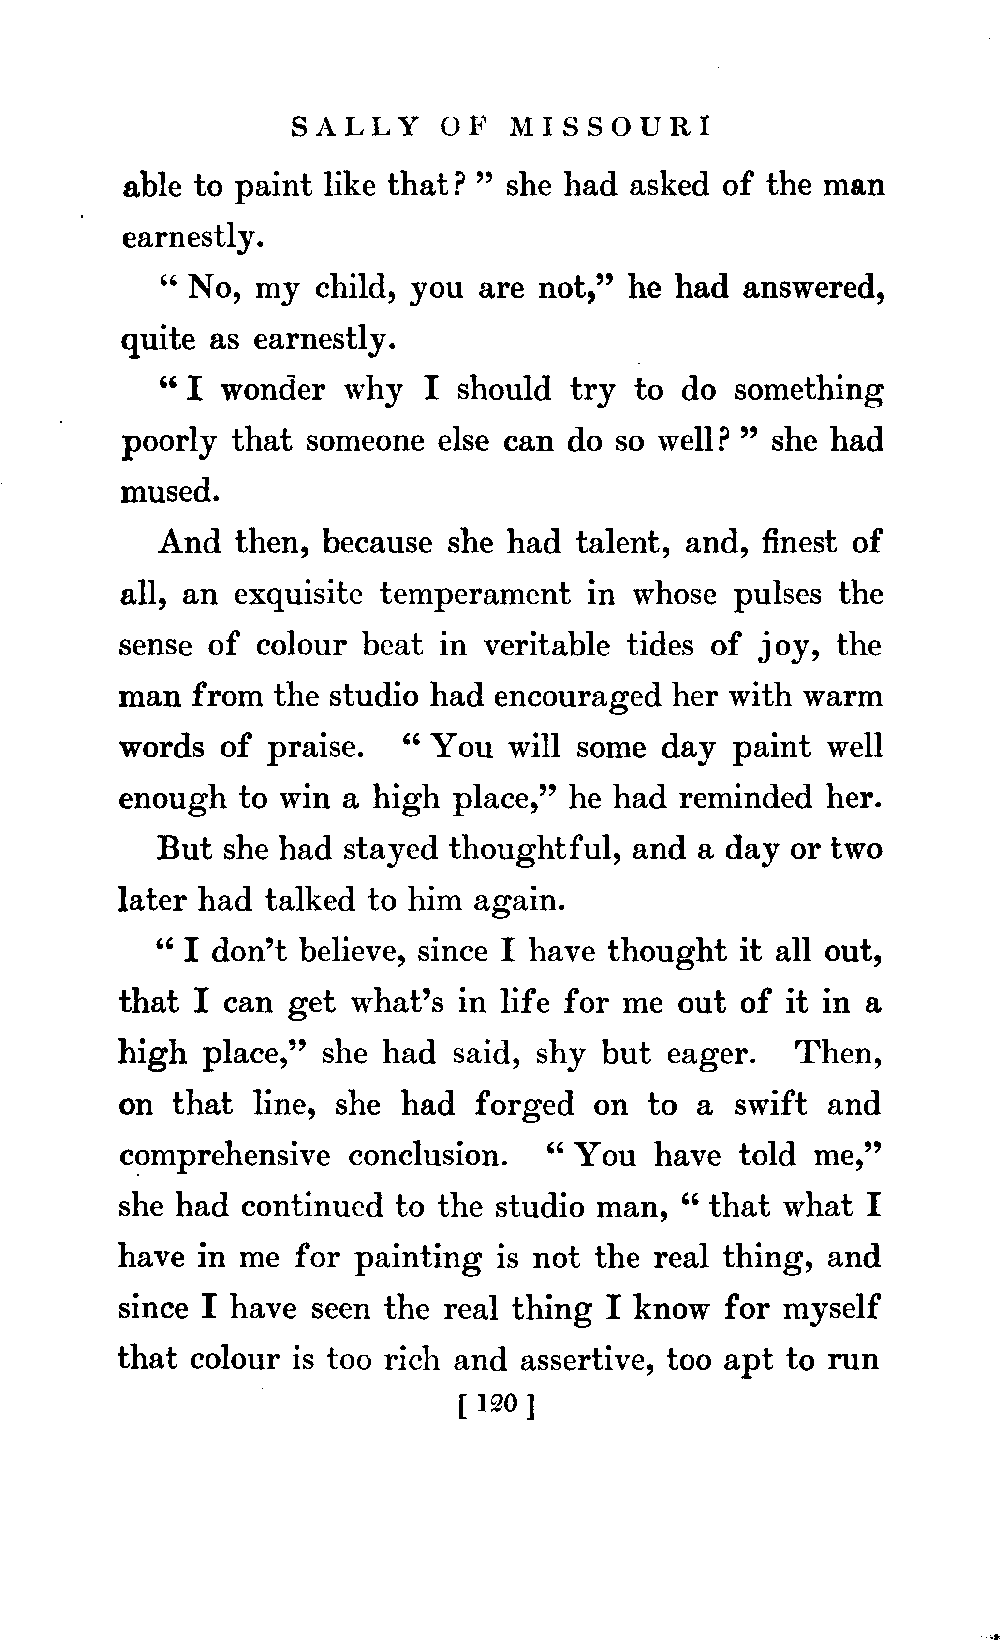 SALLY OF MISSOURI
able to paint like that? " she had asked of the man
earnestly.
" No, my child, you are not," he had answered,
quite as earnestly.
" I wonder why I should try to do something
poorly that someone else can do so well? " she had
mused.
And then, because she had talent, and, finest of
all, an exquisite temperament in whose pulses the
sense of colour beat in veritable tides of joy, the
man from the studio had encouraged her with warm
words of praise. " You will some day paint well
enough to win a high place," he had reminded her.
But she had stayed thoughtful, and a day or two
later had talked to him again.
" I don't believe, since I have thought it all out,
that I can get what's in life for me out of it in a
high place," she had said, shy but eager. Then,
on that line, she had forged on to a swift and
comprehensive conclusion. " You have told me,"
she had continued to the studio man, " that what I
have in me for painting is not the real thing, and
since I have seen the real thing I know for myself
that colour is too rich and assertive, too apt to run
[ 120 ]